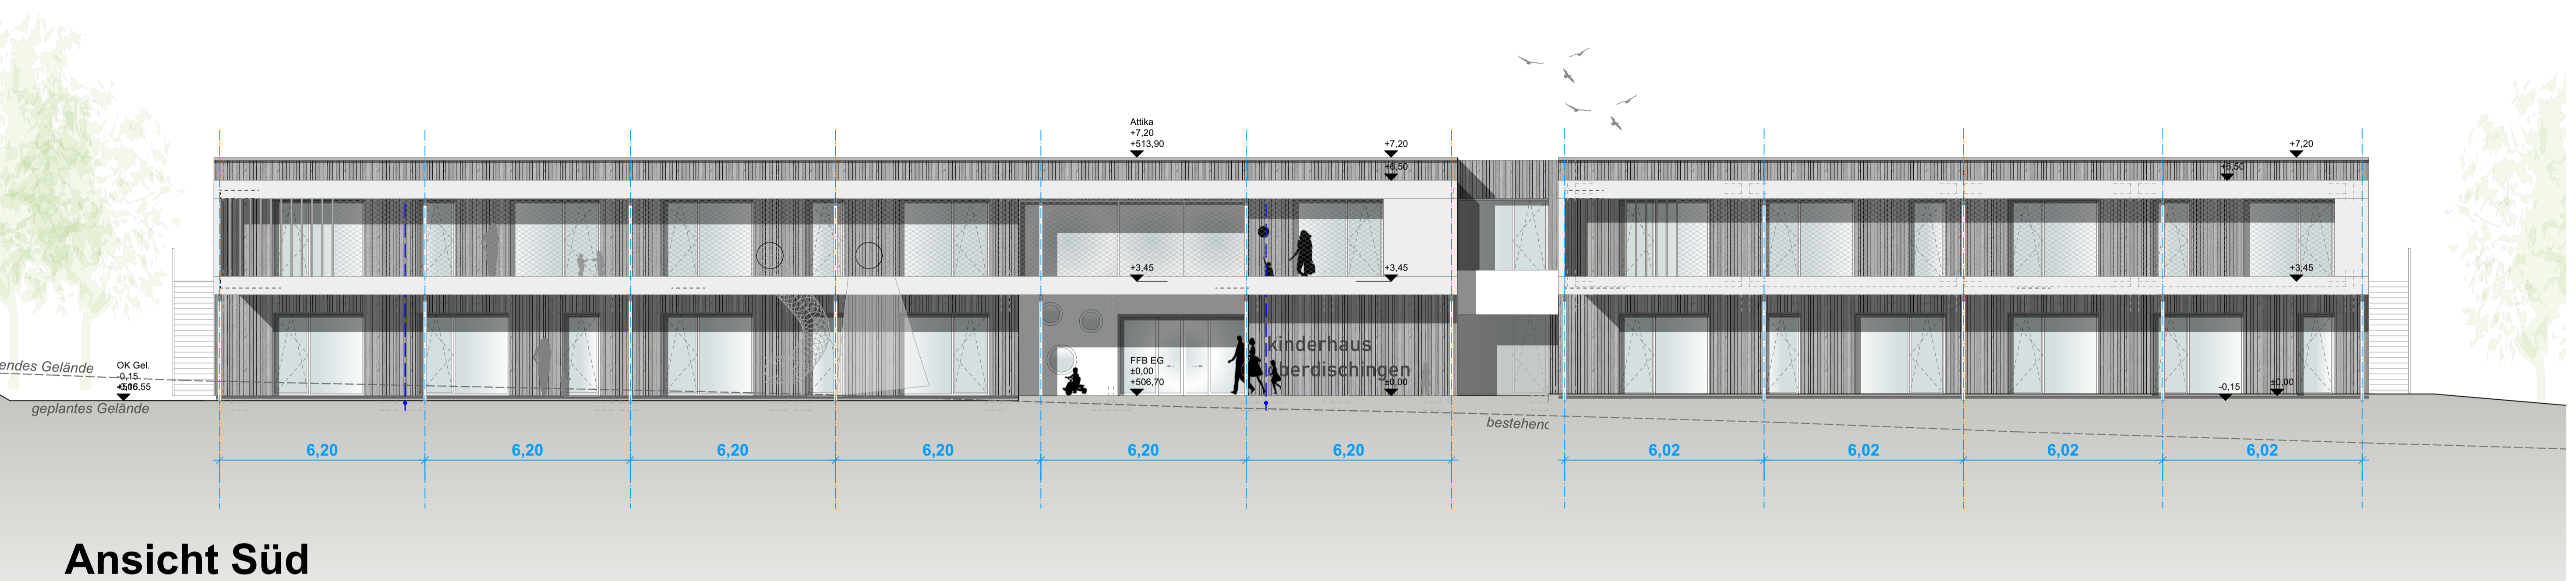 Attika
+7,20
+513,90
+7,20
+6,50
+7,20
+6,50
+3,45
+3,45
+3,45
endes Gelände
OK Gel.
-0,15
geplantes Gelände
FFB EG
±0,00
+506,70
kinderhaus
oberdischingen
±0,00
-0,15
±0,00
bestehend
6,20
6,20
6,20
6,20
6,20
6,20
6,02
6,02
6,02
6,02
Ansicht Süd